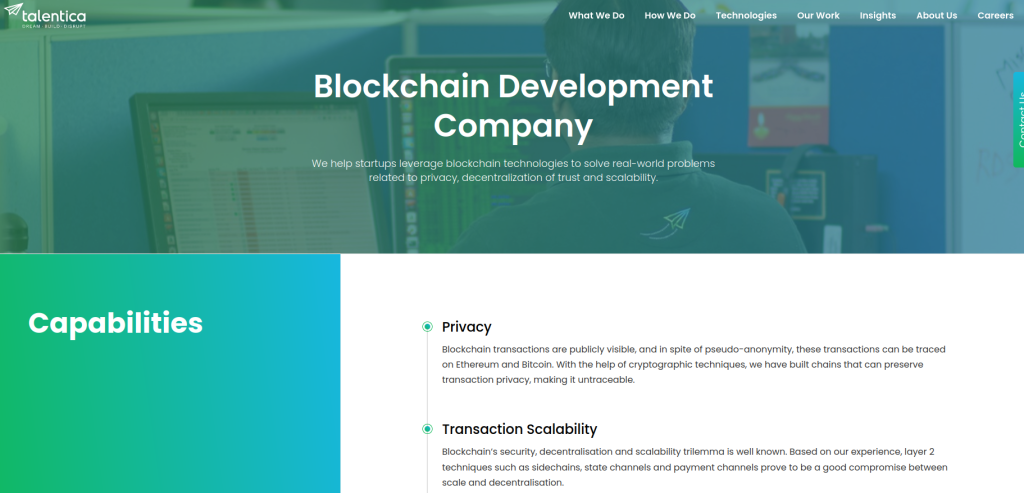 talentica
DREAM BUILD DISRUPT
What We Do
How We Do
Technologies
Our Work
Insights
About Us
Careers
Blockchain Development
Company
We help startups leverage blockchain technologies to solve real-world problems
related to privacy, decentralization of trust and scalability.
Contact Us
Capabilities
Privacy
Blockchain transactions are publicly visible, and in spite of pseudo-anonymity, these transactions can be traced
on Ethereum and Bitcoin. With the help of cryptographic techniques, we have built chains that can preserve
transaction privacy, making it untraceable.
Transaction Scalability
Blockchain's security, decentralisation and scalability trilemma is well known. Based on our experience, layer 2
techniques such as sidechains, state channels and payment channels prove to be a good compromise between
scale and decentralisation.